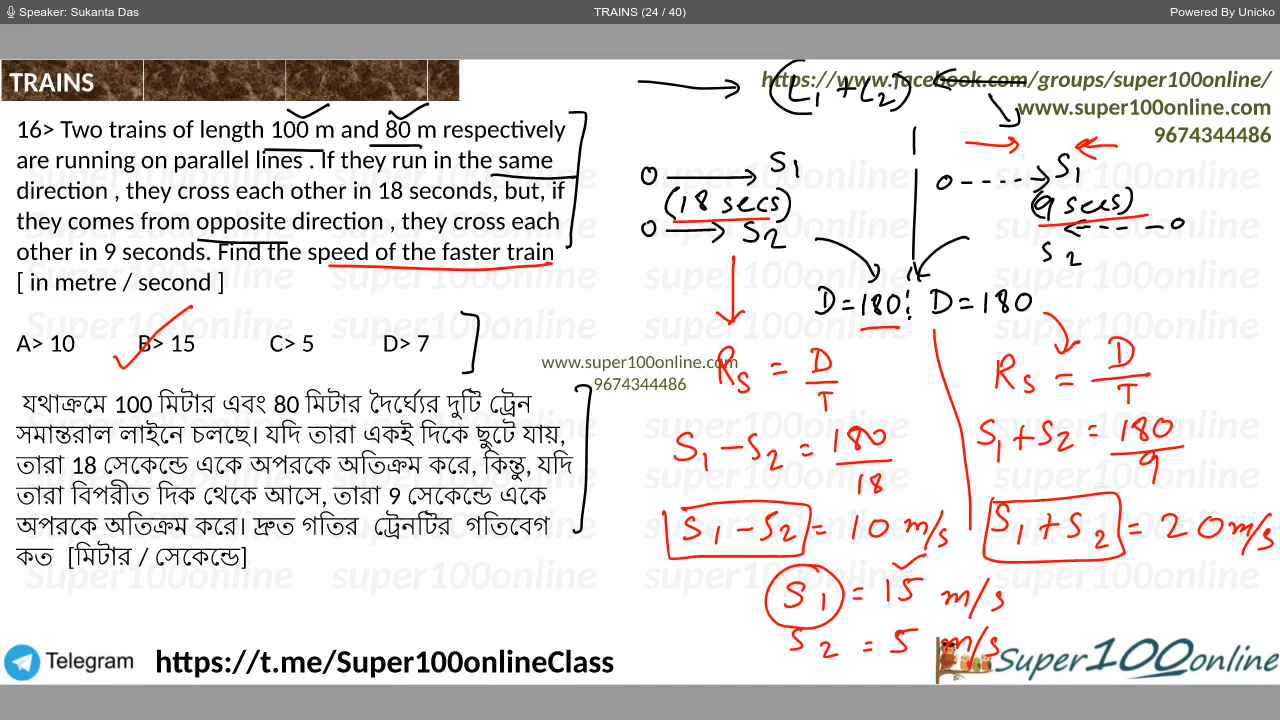 Speaker: Sukanta Das
TRAINS (24 / 40)
Powered By Unicko
TRAINS
https://www.facebook.com/groups/super100online/
www.super100online.com
9674344486
16> Two trains of length 100 m and 80 m respectively
are running on parallel lines . If they run in the same
direction , they cross each other in 18 seconds, but, if
they comes from opposite direction , they cross each
other in 9 seconds. Find the speed of the faster train
[ in metre / second ]
A> 10 B> 15 C> 5 D> 7
যথাক্রমে 100 মিটার এবং 80 মিটার দৈর্ঘ্যের দুটি ট্রেন
সমান্তরাল লাইনে চলছে। যদি তারা একই দিকে ছুটে যায়,
তারা 18 সেকেন্ডে একে অপরকে অতিক্রম করে, কিন্তু, যদি
তারা বিপরীত দিক থেকে আসে, তারা 9 সেকেন্ডে একে
অপরকে অতিক্রম করে। দ্রুত গতির ট্রেনটির গতিবেগ
কত [মিটার / সেকেন্ডে]
www.super100online.com
9674344486
(L1 + L2)
S1
(18 secs)
S2
S1
(9 secs)
S2
D = 180 D = 180
Rs = D/T
S1 - S2 = 180/18
S1 - S2 = 10 m/s
Rs = D/T
S1 + S2 = 180/9
S1 + S2 = 20 m/s
S1 = 15 m/s
S2 = 5 m/s
Telegram
https://t.me/Super100onlineClass
Super100online